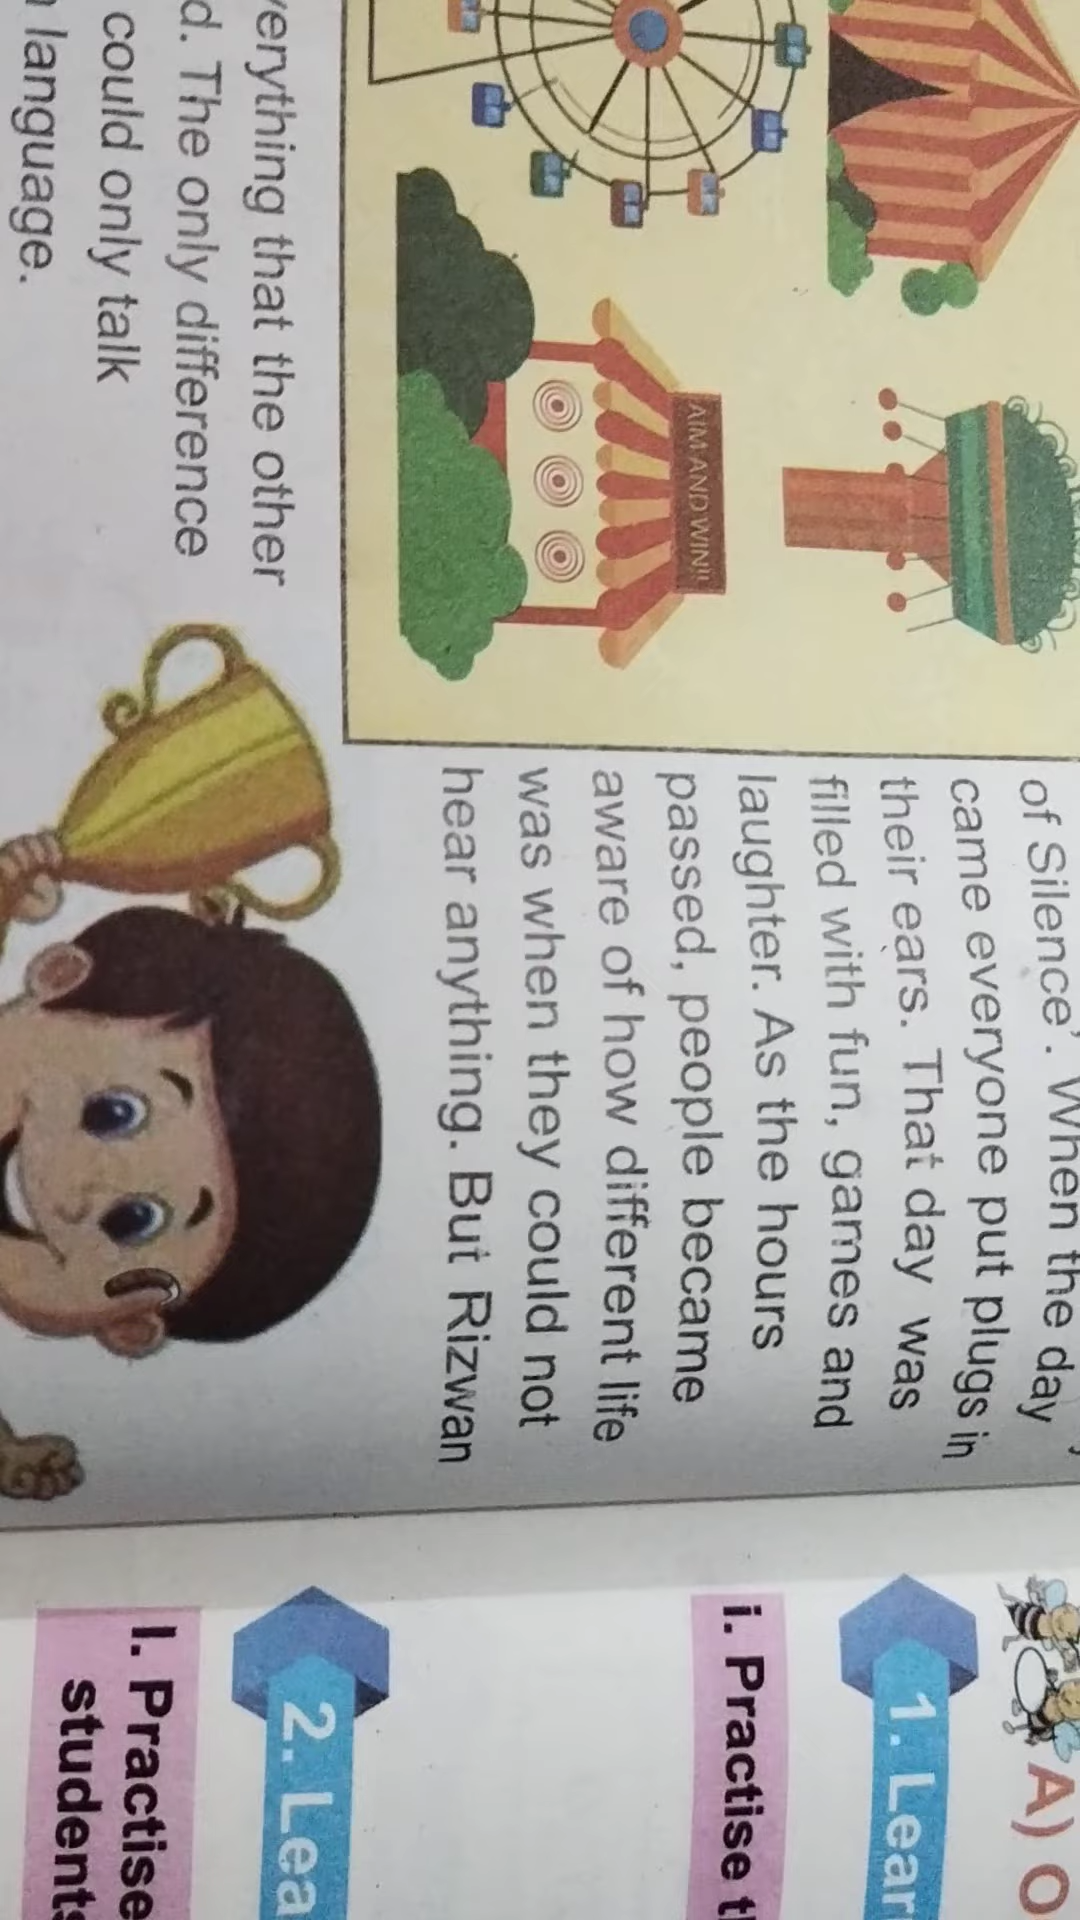 AIM AND WIN!!
verything that the other
d. The only difference
could only talk
language.
of Silence'. When the day
came everyone put plugs in
their ears. That day was
filled with fun, games and
laughter. As the hours
passed, people became
aware of how different life
was when they could not
hear anything. But Rizwan
A) O
1. Lear
i. Practise t
2. Lea
I. Practise
students